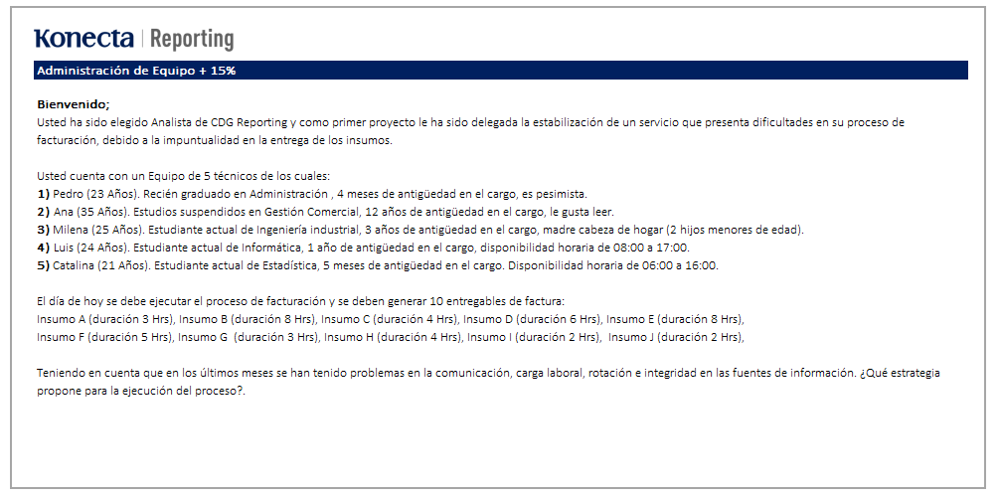 Konecta | Reporting
Administración de Equipo + 15%
Bienvenido;
Usted ha sido elegido Analista de CDG Reporting y como primer proyecto le ha sido delegada la estabilización de un servicio que presenta dificultades en su proceso de
facturación, debido a la impuntualidad en la entrega de los insumos.
Usted cuenta con un Equipo de 5 técnicos de los cuales:
1) Pedro (23 Años). Recién graduado en Administración , 4 meses de antigüedad en el cargo, es pesimista.
2) Ana (35 Años). Estudios suspendidos en Gestión Comercial, 12 años de antigüedad en el cargo, le gusta leer.
3) Milena (25 Años). Estudiante actual de Ingeniería industrial, 3 años de antigüedad en el cargo, madre cabeza de hogar (2 hijos menores de edad).
4) Luis (24 Años). Estudiante actual de Informática, 1 año de antigüedad en el cargo, disponibilidad horaria de 08:00 a 17:00.
5) Catalina (21 Años). Estudiante actual de Estadística, 5 meses de antigüedad en el cargo. Disponibilidad horaria de 06:00 a 16:00.
El día de hoy se debe ejecutar el proceso de facturación y se deben generar 10 entregables de factura:
Insumo A (duración 3 Hrs), Insumo B (duración 8 Hrs), Insumo C (duración 4 Hrs), Insumo D (duración 6 Hrs), Insumo E (duración 8 Hrs),
Insumo F (duración 5 Hrs), Insumo G  (duración 3 Hrs), Insumo H (duración 4 Hrs), Insumo I (duración 2 Hrs),  Insumo J (duración 2 Hrs),
Teniendo en cuenta que en los últimos meses se han tenido problemas en la comunicación, carga laboral, rotación e integridad en las fuentes de información. ¿Qué estrategia
propone para la ejecución del proceso?.